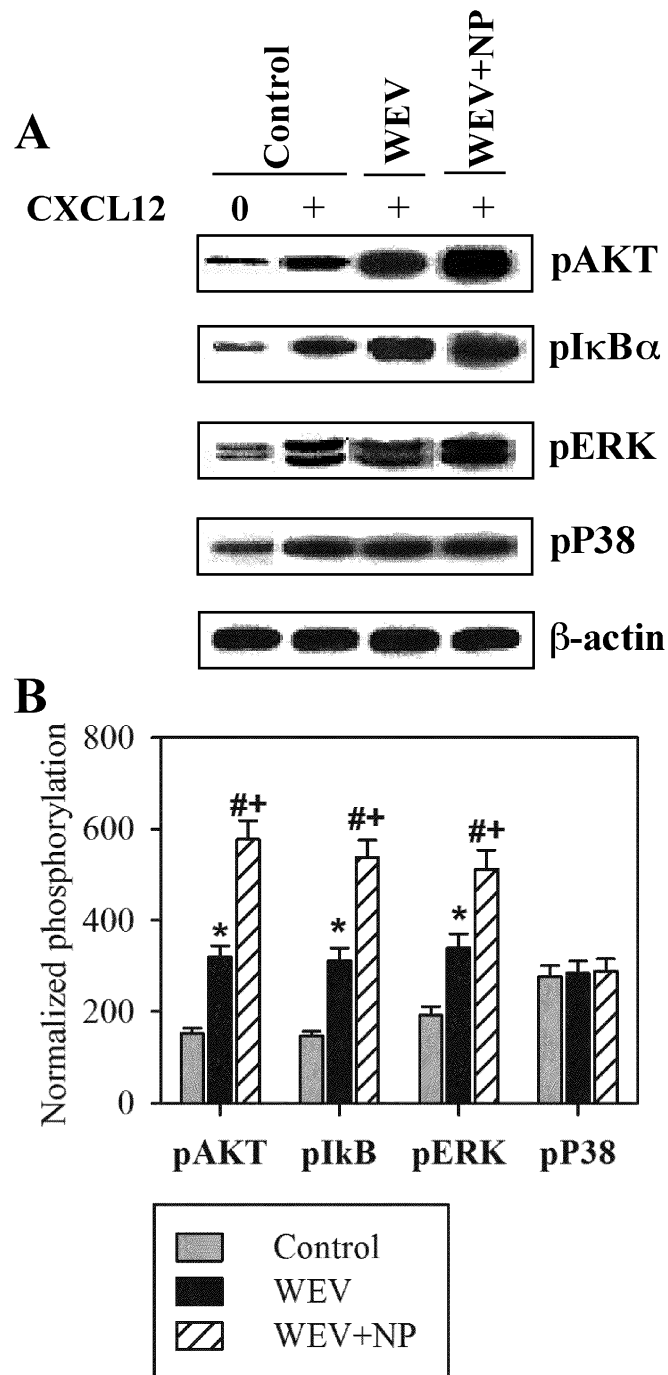 A
Control
WEV
WEV+NP
CXCL12 0 + + +
pAKT
pIκBα
pERK
pP38
β-actin
B
Normalized phosphorylation
800
600
400
200
0
* #+
* #+
* #+
pAKT pIkB pERK pP38
Control
WEV
WEV+NP